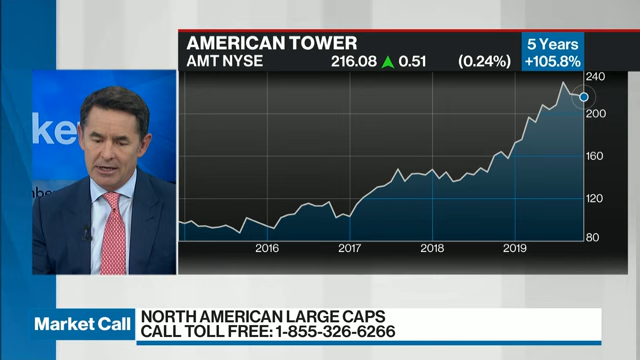 AMERICAN TOWER
AMT NYSE 216.08 0.51 (0.24%)
5 Years
+105.8%
240
200
160
120
80
2016 2017 2018 2019
Market Call
NORTH AMERICAN LARGE CAPS
CALL TOLL FREE: 1-855-326-6266